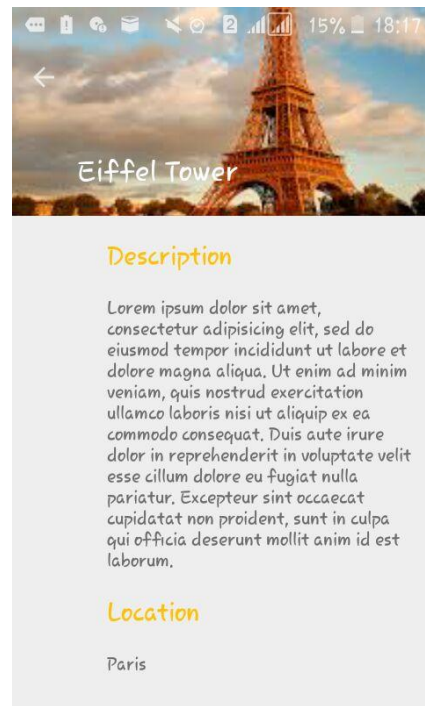 2 15% 18:17
Eiffel Tower
Description
Lorem ipsum dolor sit amet,
consectetur adipisicing elit, sed do
eiusmod tempor incididunt ut labore et
dolore magna aliqua. Ut enim ad minim
veniam, quis nostrud exercitation
ullamco laboris nisi ut aliquip ex ea
commodo consequat. Duis aute irure
dolor in reprehenderit in voluptate velit
esse cillum dolore eu fugiat nulla
pariatur. Excepteur sint occaecat
cupidatat non proident, sunt in culpa
qui officia deserunt mollit anim id est
laborum.
Location
Paris